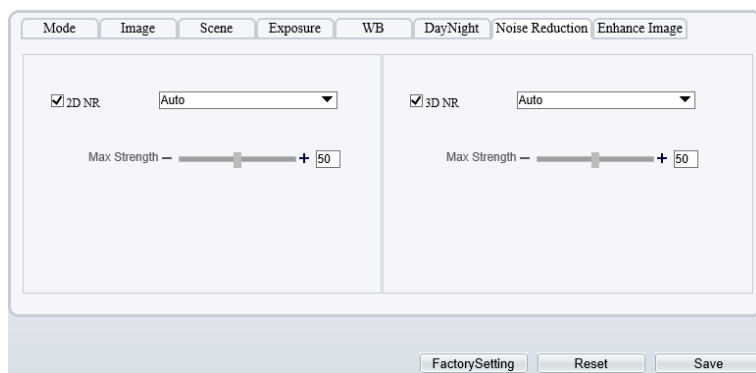 Mode Image Scene Exposure WB DayNight Noise Reduction Enhance Image
2D NR Auto 3D NR Auto
Max Strength 50 Max Strength 50
FactorySetting Reset Save